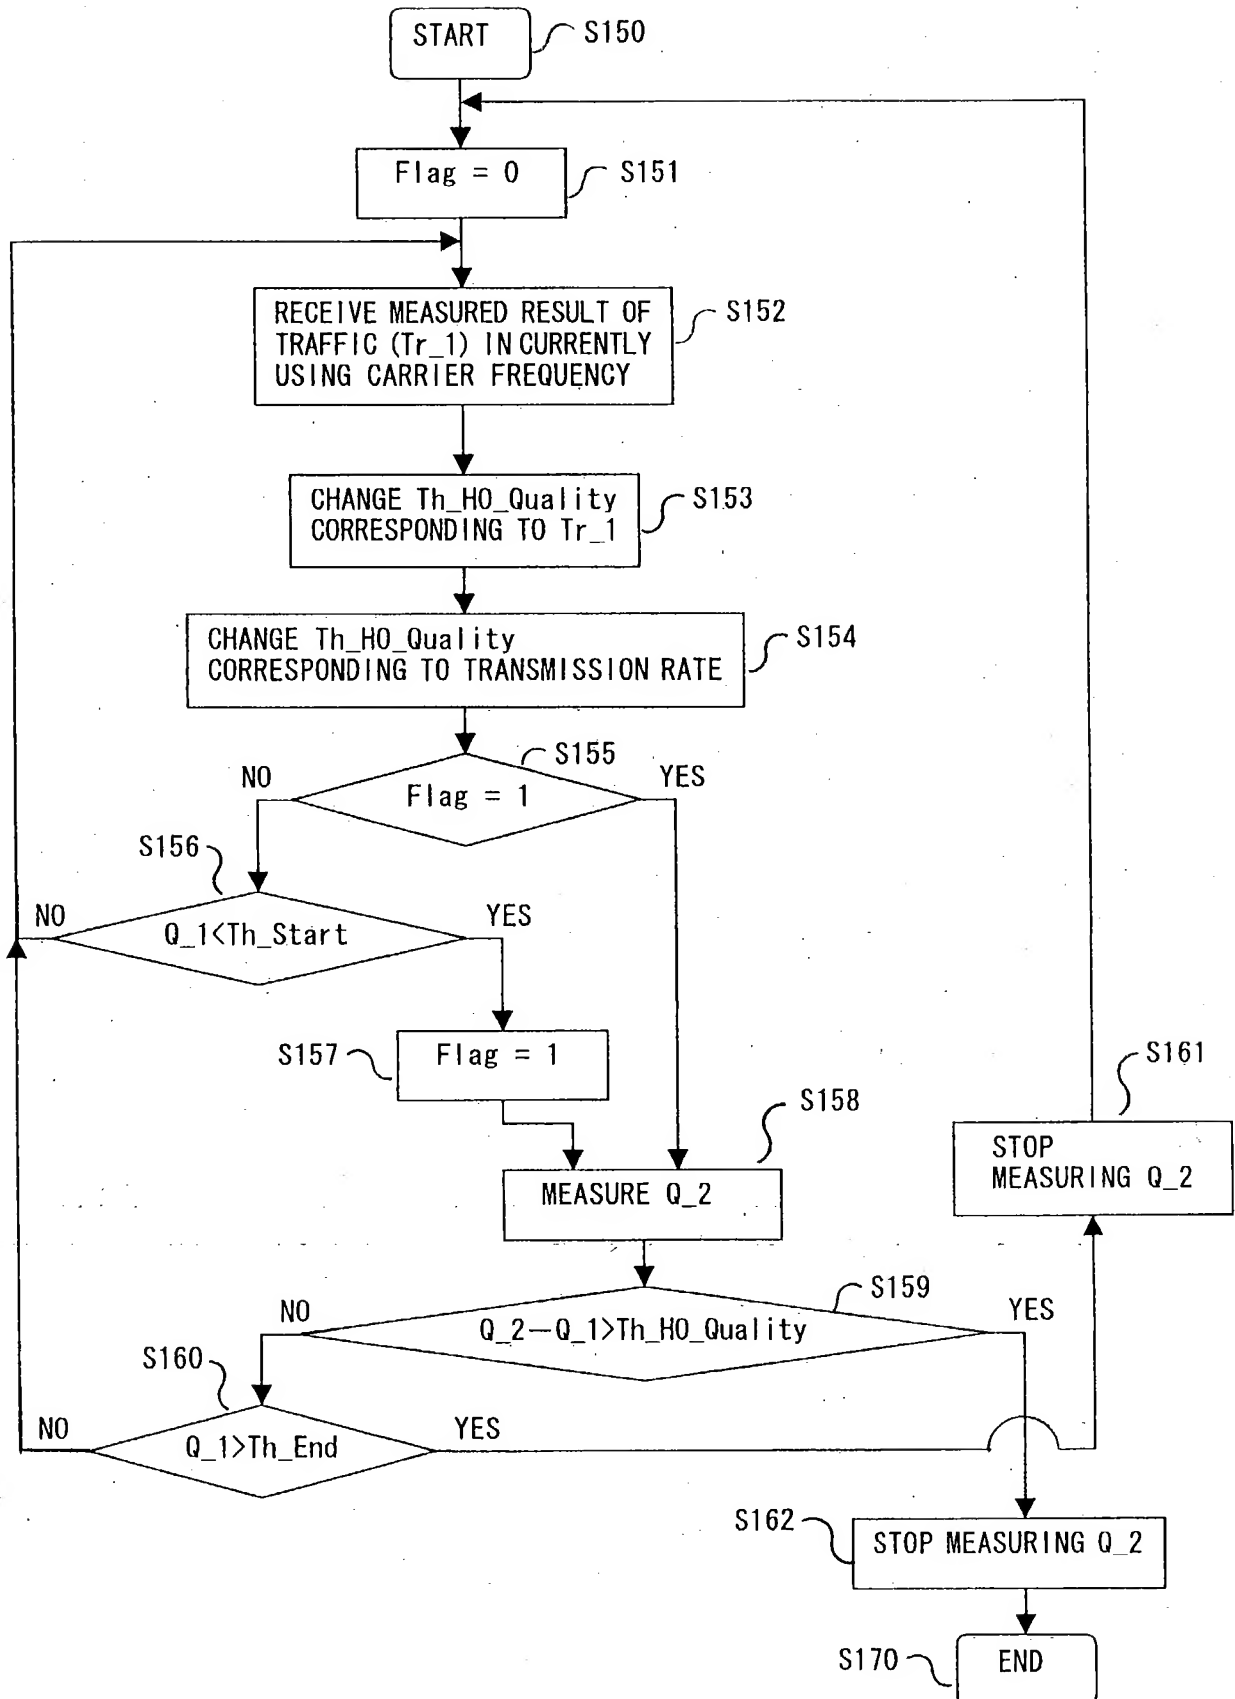 START
S150
Flag = 0
S151
RECEIVE MEASURED RESULT OF
TRAFFIC (Tr_1) IN CURRENTLY
USING CARRIER FREQUENCY
S152
CHANGE Th_HO_Quality
CORRESPONDING TO Tr_1
S153
CHANGE Th_HO_Quality
CORRESPONDING TO TRANSMISSION RATE
S154
S155
NO
Flag = 1
YES
S156
NO
Q_1<Th_Start
YES
S157
Flag = 1
S158
MEASURE Q_2
S161
STOP
MEASURING Q_2
S159
NO
Q_2-Q_1>Th_HO_Quality
YES
S160
NO
Q_1>Th_End
YES
S162
STOP MEASURING Q_2
S170
END